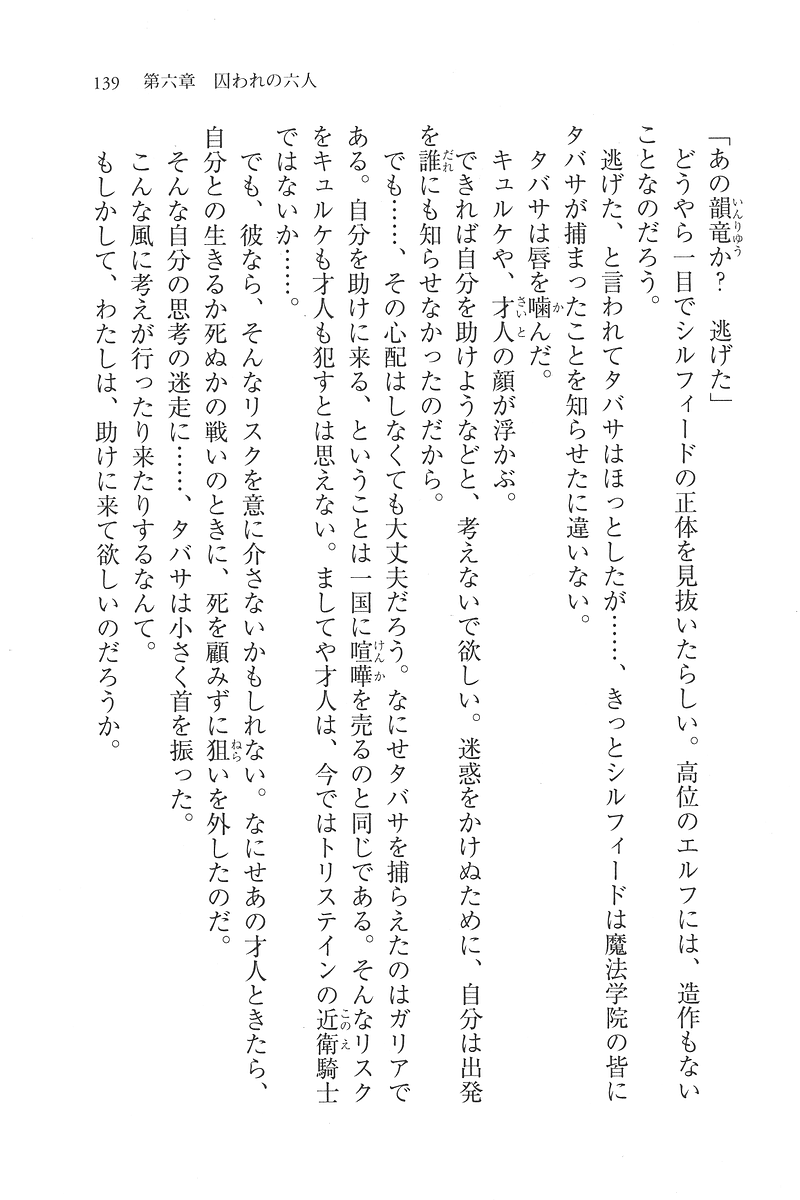 139　第六章　囚われの六人
「あの韻竜か？　逃げた」
どうやら一目でシルフィードの正体を見抜いたらしい。高位のエルフには、造作もない
ことなのだろう。
逃げた、と言われてタバサはほっとしたが……、きっとシルフィードは魔法学院の皆に
タバサが捕まったことを知らせたに違いない。
タバサは唇を噛んだ。
キュルケや、才人の顔が浮かぶ。
できれば自分を助けようなどと、考えないで欲しい。迷惑をかけぬために、自分は出発
を誰にも知らせなかったのだから。
でも……、その心配はしなくても大丈夫だろう。なにせタバサを捕らえたのはガリアで
ある。自分を助けに来る、ということは一国に喧嘩を売るのと同じである。そんなリスク
をキュルケも才人も犯すとは思えない。ましてや才人は、今ではトリステインの近衛騎士
ではないか……。
でも、彼なら、そんなリスクを意に介さないかもしれない。なにせあの才人ときたら、
自分との生きるか死ぬかの戦いのときに、死を顧みずに狙いを外したのだ。
そんな自分の思考の迷走に……、タバサは小さく首を振った。
こんな風に考えが行ったり来たりするなんて。
もしかして、わたしは、助けに来て欲しいのだろうか。